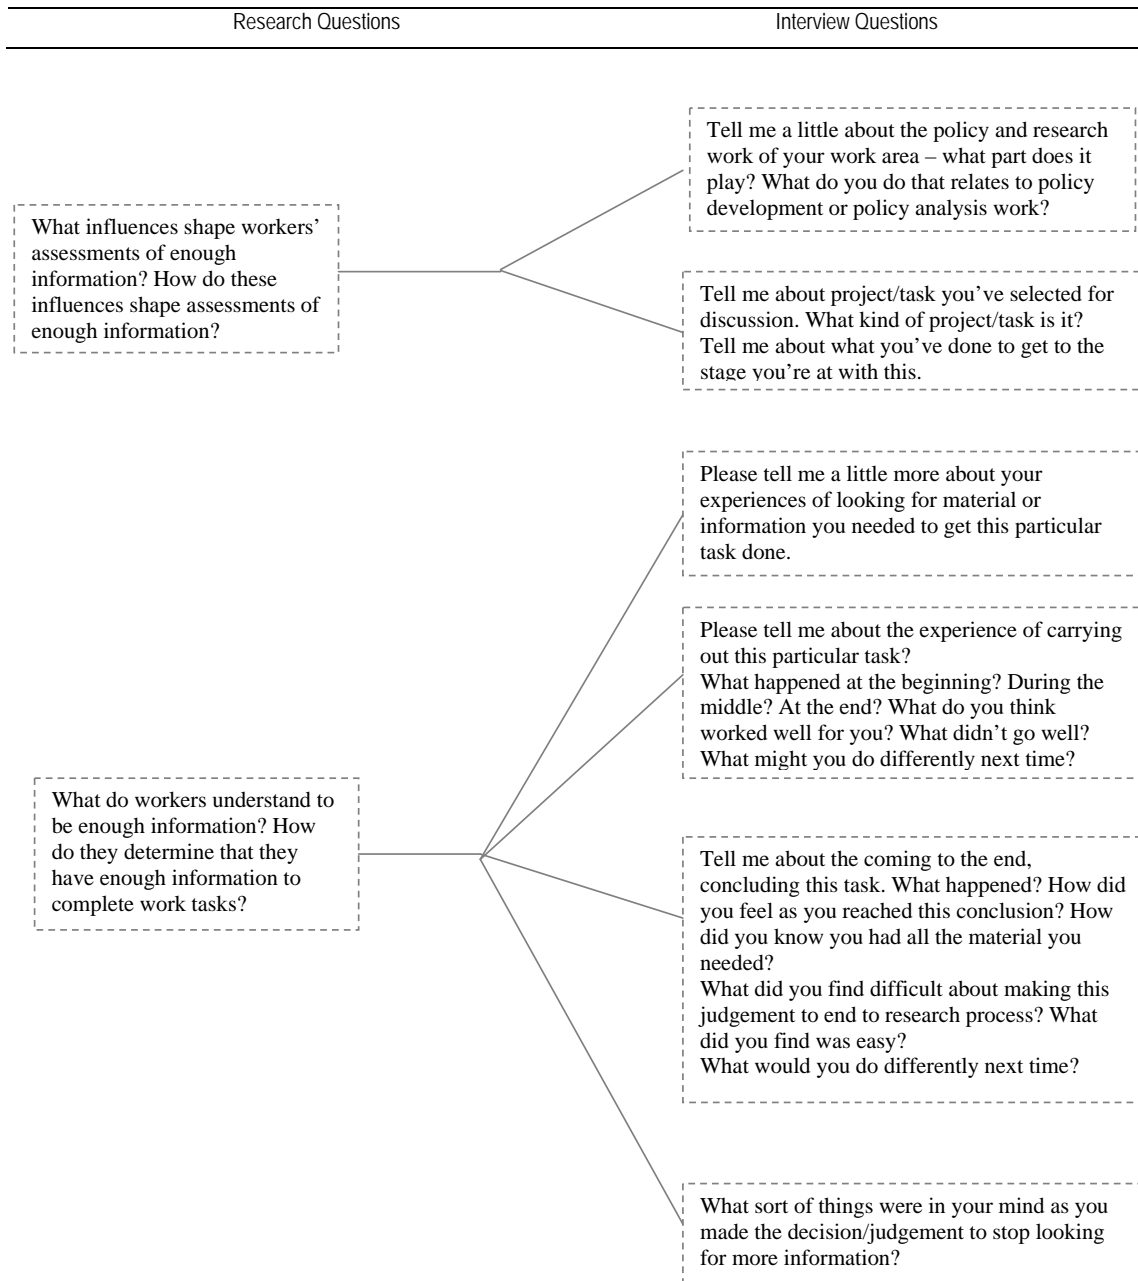 Research Questions
Interview Questions
Tell me a little about the policy and research
work of your work area – what part does it
play? What do you do that relates to policy
development or policy analysis work?
What influences shape workers’
assessments of enough
information? How do these
influences shape assessments of
enough information?
Tell me about project/task you’ve selected for
discussion. What kind of project/task is it?
Tell me about what you’ve done to get to the
stage you’re at with this.
Please tell me a little more about your
experiences of looking for material or
information you needed to get this particular
task done.
Please tell me about the experience of carrying
out this particular task?
What happened at the beginning? During the
middle? At the end? What do you think
worked well for you? What didn’t go well?
What might you do differently next time?
What do workers understand to
be enough information? How
do they determine that they
have enough information to
complete work tasks?
Tell me about the coming to the end,
concluding this task. What happened? How did
you feel as you reached this conclusion? How
did you know you had all the material you
needed?
What did you find difficult about making this
judgement to end to research process? What
did you find was easy?
What would you do differently next time?
What sort of things were in your mind as you
made the decision/judgement to stop looking
for more information?